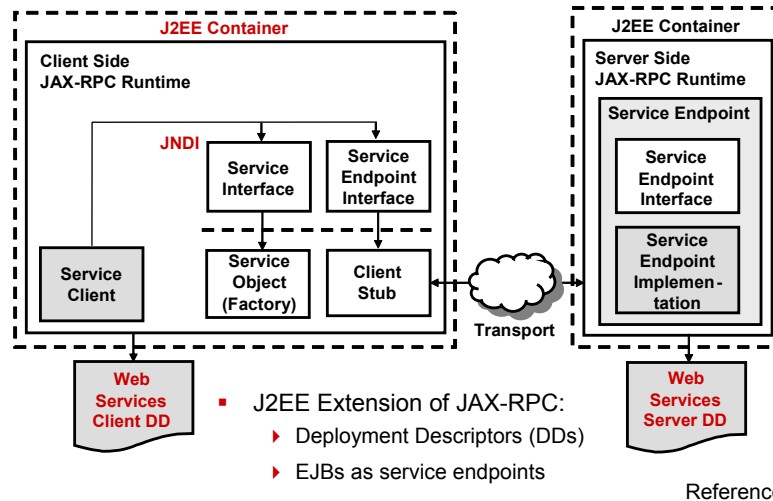 J2EE Container
Client Side
JAX-RPC Runtime
JNDI
Service
Interface
Service
Endpoint
Interface
Service
Client
Service
Object
(Factory)
Client
Stub
Transport
J2EE Container
Server Side
JAX-RPC Runtime
Service Endpoint
Service
Endpoint
Interface
Service
Endpoint
Implemen-
tation
Web
Services
Client DD
Web
Services
Server DD
▪ J2EE Extension of JAX-RPC:
▸ Deployment Descriptors (DDs)
▸ EJBs as service endpoints
Reference